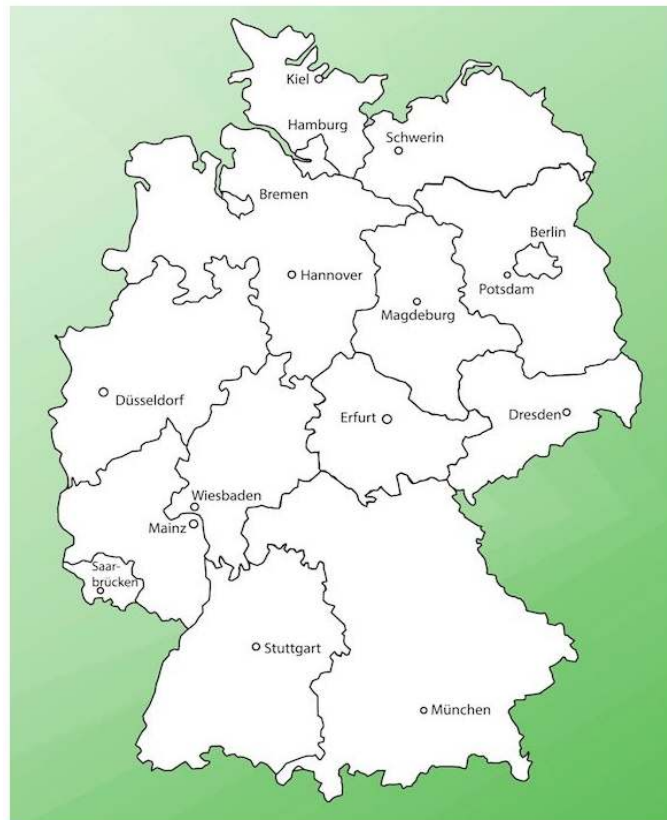 Kiel
Hamburg
Schwerin
Bremen
Berlin
Hannover
Potsdam
Magdeburg
Düsseldorf
Erfurt
Dresden
Wiesbaden
Mainz
Saar-
brücken
Stuttgart
München